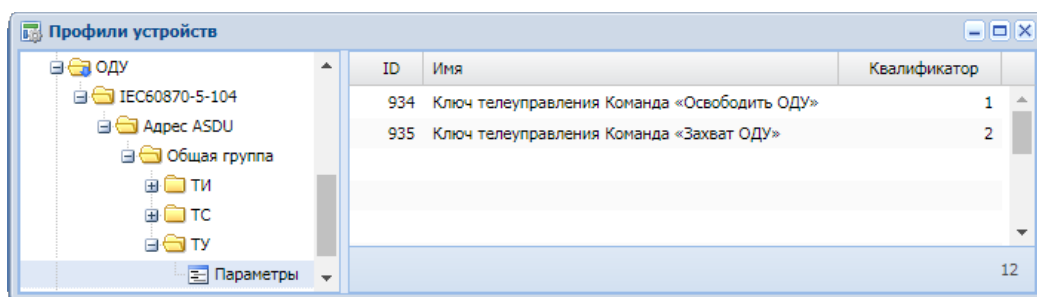 Профили устройств
ОДУ
IEC60870-5-104
Адрес ASDU
Общая группа
ТИ
ТС
ТУ
Параметры
ID Имя Квалификатор
934 Ключ телеуправления Команда «Освободить ОДУ» 1
935 Ключ телеуправления Команда «Захват ОДУ» 2
12